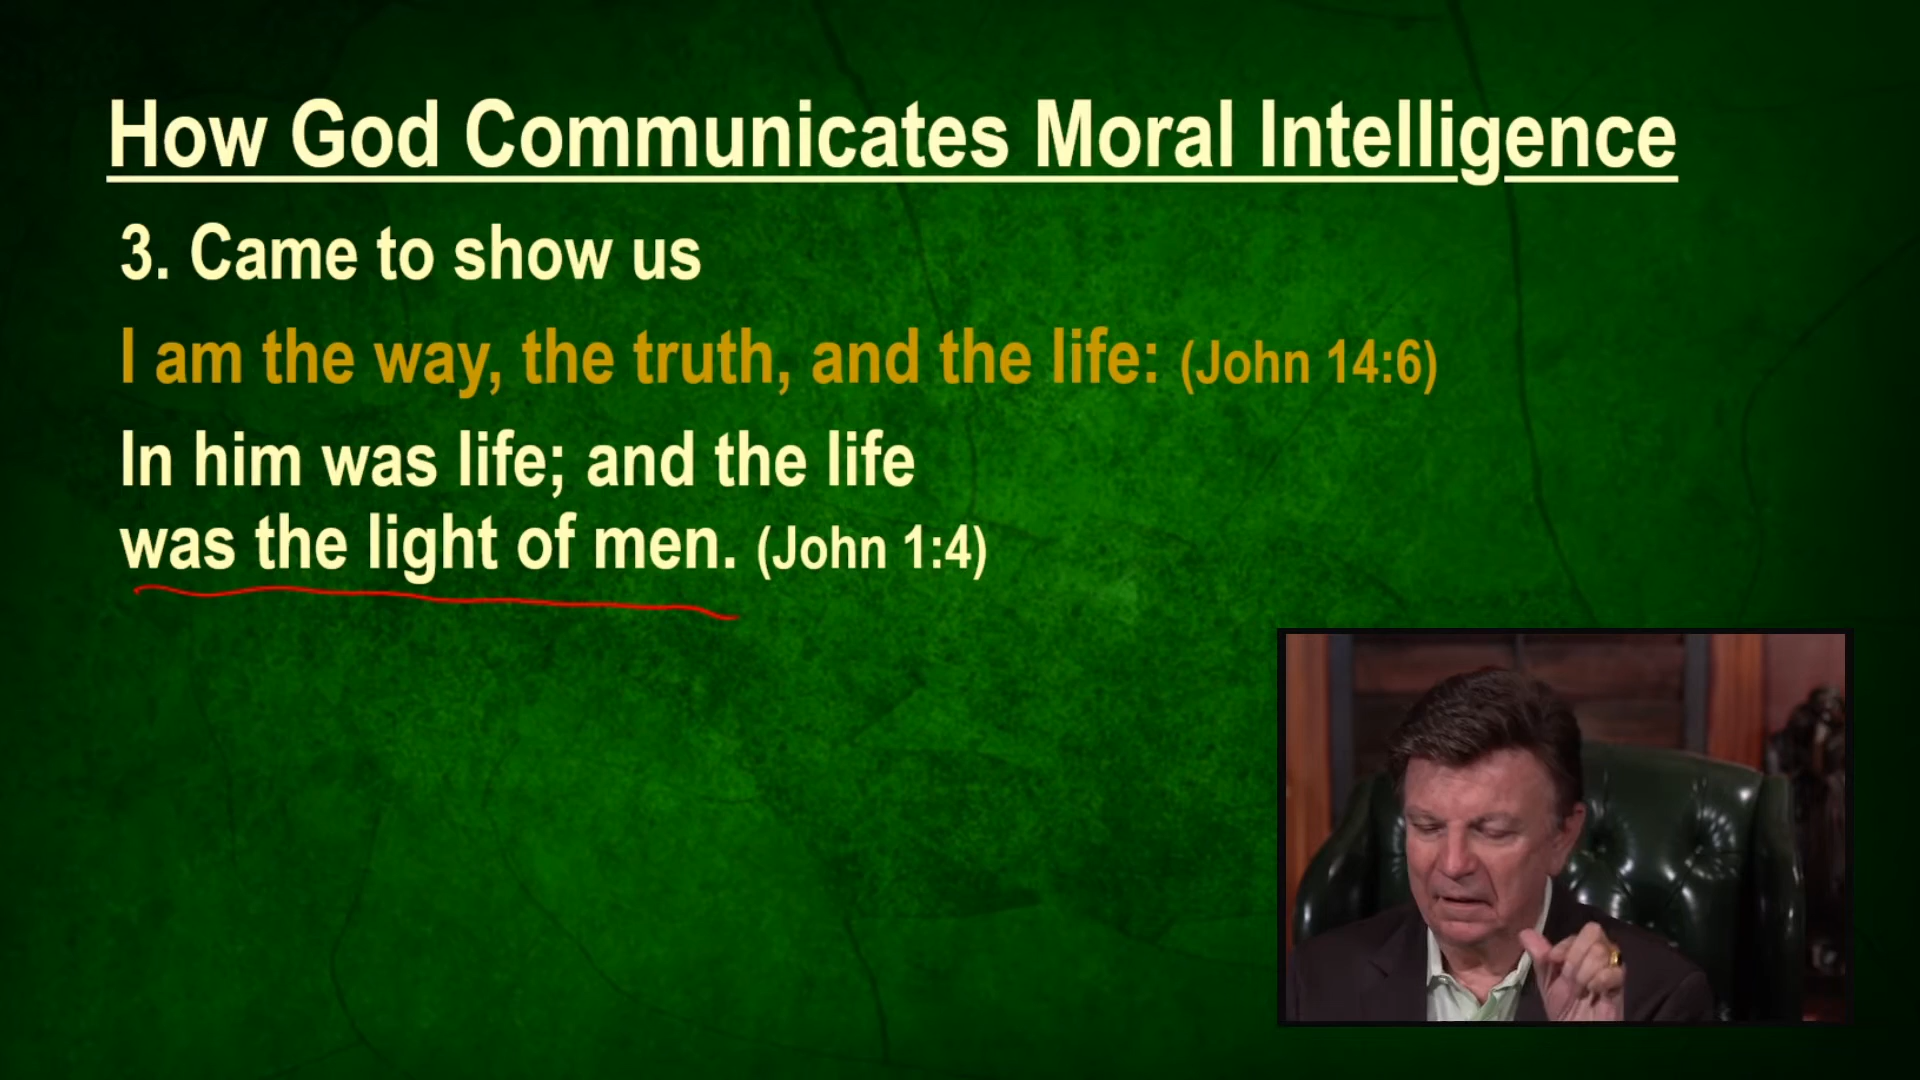 How God Communicates Moral Intelligence
3. Came to show us
I am the way, the truth, and the life: (John 14:6)
In him was life; and the life
was the light of men. (John 1:4)